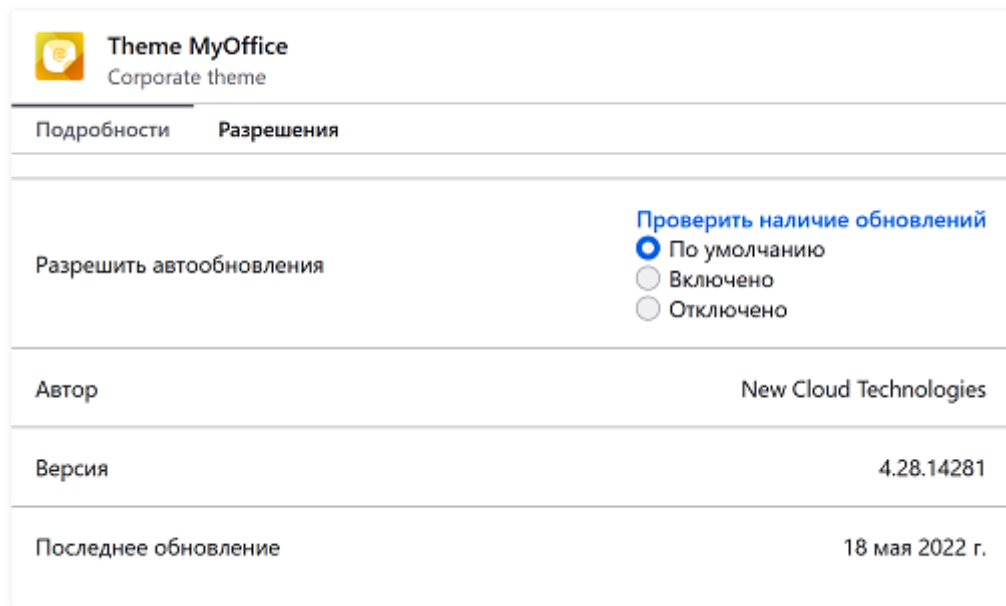 Theme MyOffice
Corporate theme
Подробности Разрешения
Проверить наличие обновлений
Разрешить автообновления
По умолчанию
Включено
Отключено
Автор New Cloud Technologies
Версия 4.28.14281
Последнее обновление 18 мая 2022 г.